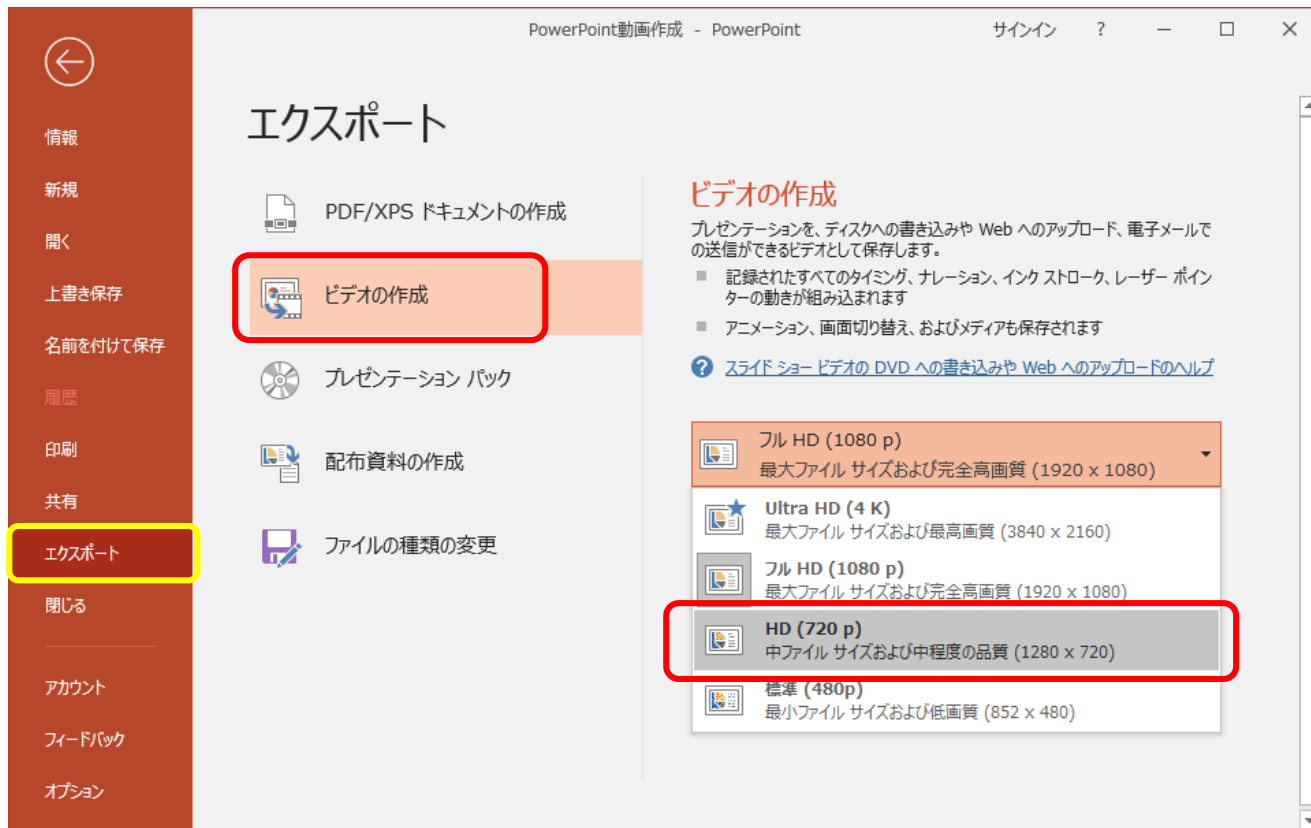 PowerPoint動画作成 - PowerPoint
サインイン ? — □ ×
情報
新規
開く
上書き保存
名前を付けて保存
履歴
印刷
共有
エクスポート
閉じる
アカウント
フィードバック
オプション
エクスポート
PDF/XPS ドキュメントの作成
ビデオの作成
プレゼンテーション パック
配布資料の作成
ファイルの種類の変更
ビデオの作成
プレゼンテーションを、ディスクへの書き込みや Web へのアップロード、電子メールで
の送信ができるビデオとして保存します。
記録されたすべてのタイミング、ナレーション、インク ストローク、レーザー ポイン
ターの動きが組み込まれます
アニメーション、画面切り替え、およびメディアも保存されます
? スライド ショー ビデオの DVD への書き込みや Web へのアップロードのヘルプ
フル HD (1080 p)
最大ファイル サイズおよび完全高画質 (1920 x 1080)
Ultra HD (4 K)
最大ファイル サイズおよび最高画質 (3840 x 2160)
フル HD (1080 p)
最大ファイル サイズおよび完全高画質 (1920 x 1080)
HD (720 p)
中ファイル サイズおよび中程度の品質 (1280 x 720)
標準 (480p)
最小ファイル サイズおよび低画質 (852 x 480)